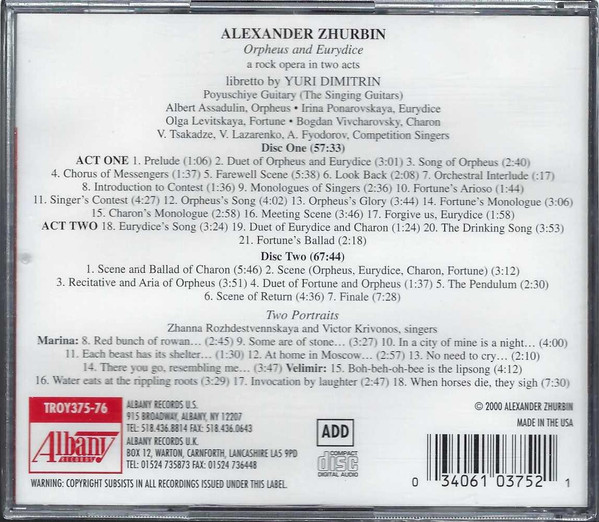 ALEXANDER ZHURBIN
Orpheus and Eurydice
a rock opera in two acts
libretto by YURI DIMITRIN
Poyuschiye Guitary (The Singing Guitars)
Albert Assadulin, Orpheus • Irina Ponarovskaya, Eurydice
Olga Levitskaya, Fortune • Bogdan Vivcharovsky, Charon
V. Tsakadze, V. Lazarenko, A. Fyodorov, Competition Singers
Disc One (57:33)
ACT ONE 1. Prelude (1:06) 2. Duet of Orpheus and Eurydice (3:01) 3. Song of Orpheus (2:40)
4. Chorus of Messengers (1:37) 5. Farewell Scene (5:38) 6. Look Back (2:08) 7. Orchestral Interlude (:17)
8. Introduction to Contest (1:36) 9. Monologues of Singers (2:36) 10. Fortune's Arioso (1:44)
11. Singer's Contest (4:27) 12. Orpheus's Song (4:02) 13. Orpheus's Glory (3:44) 14. Fortune's Monologue (3:06)
15. Charon's Monologue (2:58) 16. Meeting Scene (3:46) 17. Forgive us, Eurydice (1:58)
ACT TWO 18. Eurydice's Song (3:24) 19. Duet of Eurydice and Charon (1:24) 20. The Drinking Song (3:53)
21. Fortune's Ballad (2:18)
Disc Two (67:44)
1. Scene and Ballad of Charon (5:46) 2. Scene (Orpheus, Eurydice, Charon, Fortune) (3:12)
3. Recitative and Aria of Orpheus (3:51) 4. Duet of Fortune and Orpheus (1:37) 5. The Pendulum (2:30)
6. Scene of Return (4:36) 7. Finale (7:28)
Two Portraits
Zhanna Rozhdestvennskaya and Victor Krivonos, singers
Marina: 8. Red bunch of rowan... (2:45) 9. Some are of stone... (3:27) 10. In a city of mine is a night... (4:00)
11. Each beast has its shelter... (1:30) 12. At home in Moscow... (2:57) 13. No need to cry... (2:10)
14. There you go, resembling me... (3:47) Velimir: 15. Boh-beh-oh-bee is the lipsong (4:12)
16. Water eats at the rippling roots (3:29) 17. Invocation by laughter (2:47) 18. When horses die, they sigh (7:30)
TROY375-76
Albany
RECORDS
ALBANY RECORDS U.S.
915 BROADWAY, ALBANY, NY 12207
TEL: 518.436.8814 FAX: 518.436.0643
ALBANY RECORDS U.K.
BOX 12, WARTON, CARNFORTH, LANCASHIRE LA5 9PD
TEL: 01524 735873 FAX: 01524 736448
WARNING: COPYRIGHT SUBSISTS IN ALL RECORDINGS ISSUED UNDER THIS LABEL.
ADD
COMPACT
disc
DIGITAL AUDIO
© 2000 ALEXANDER ZHURBIN
MADE IN THE USA
0 34061 03752 1